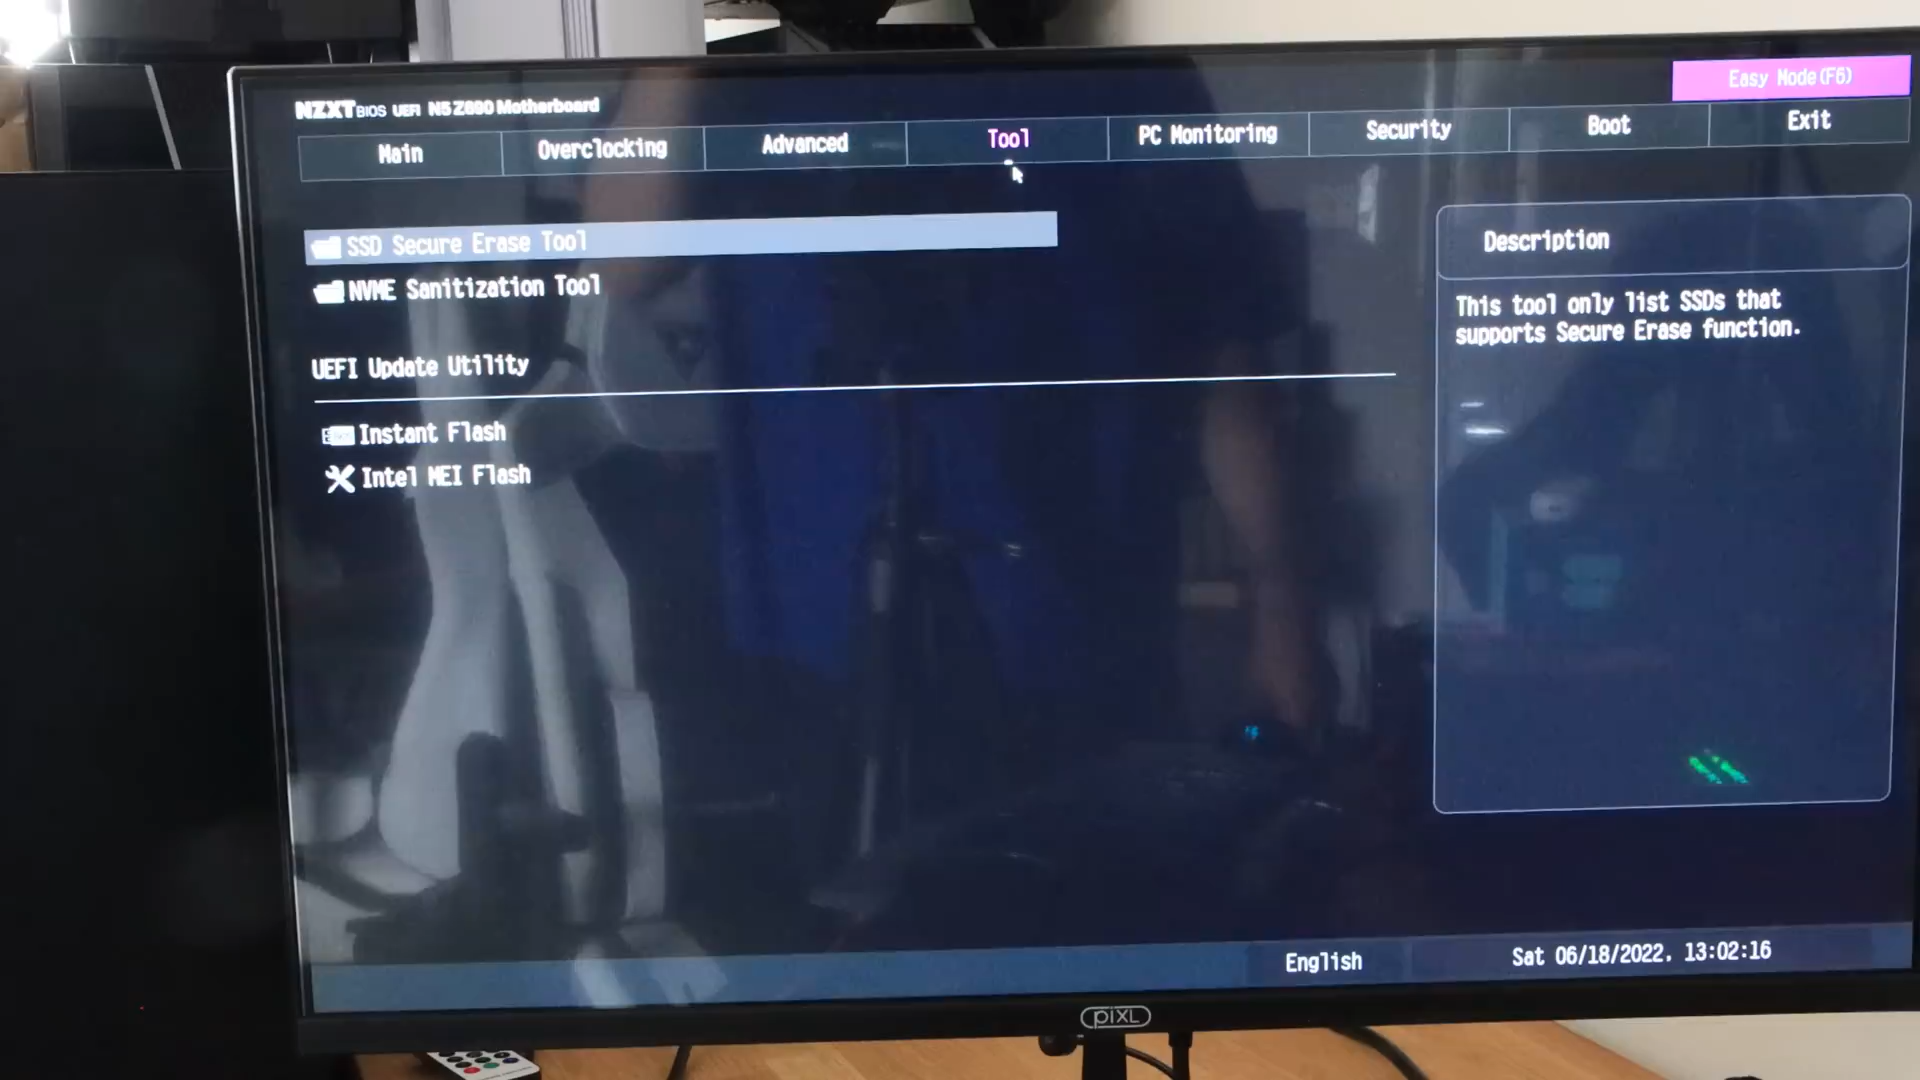 Easy Mode(F6)
NZXT BIOS UEFI N5 Z690 Motherboard
Main
Overclocking
Advanced
Tool
PC Monitoring
Security
Boot
Exit
SSD Secure Erase Tool
NVME Sanitization Tool
UEFI Update Utility
Instant Flash
Intel MEI Flash
Description
This tool only list SSDs that
supports Secure Erase function.
English
Sat 06/18/2022, 13:02:16
piXL